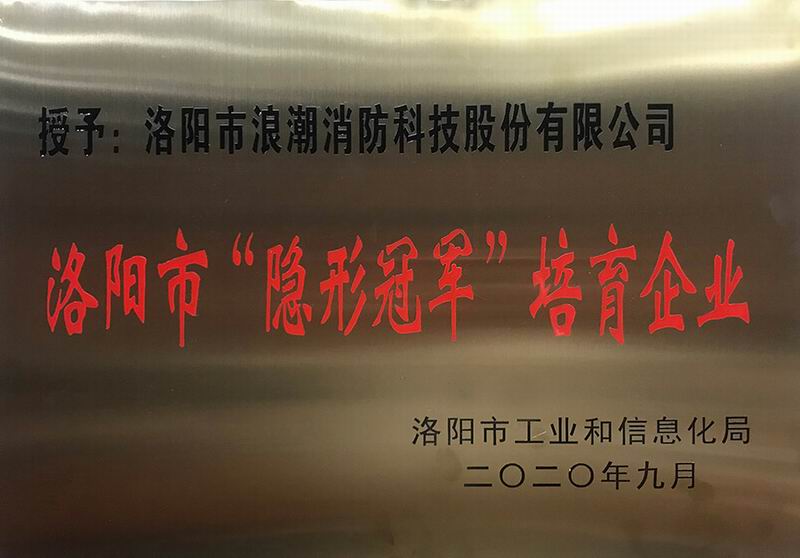 授予：洛阳市浪潮消防科技股份有限公司
洛阳市“隐形冠军”培育企业
洛阳市工业和信息化局
二〇二〇年九月